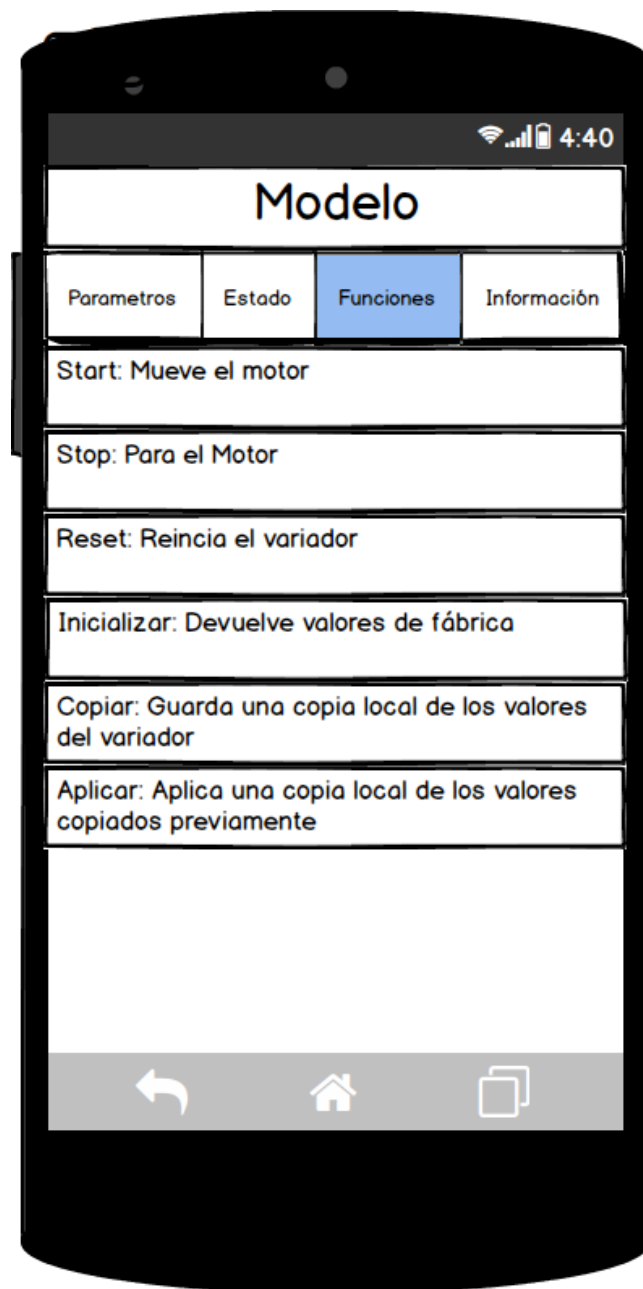 4:40
Modelo
Parametros Estado Funciones Información
Start: Mueve el motor
Stop: Para el Motor
Reset: Reincia el variador
Inicializar: Devuelve valores de fábrica
Copiar: Guarda una copia local de los valores
del variador
Aplicar: Aplica una copia local de los valores
copiados previamente